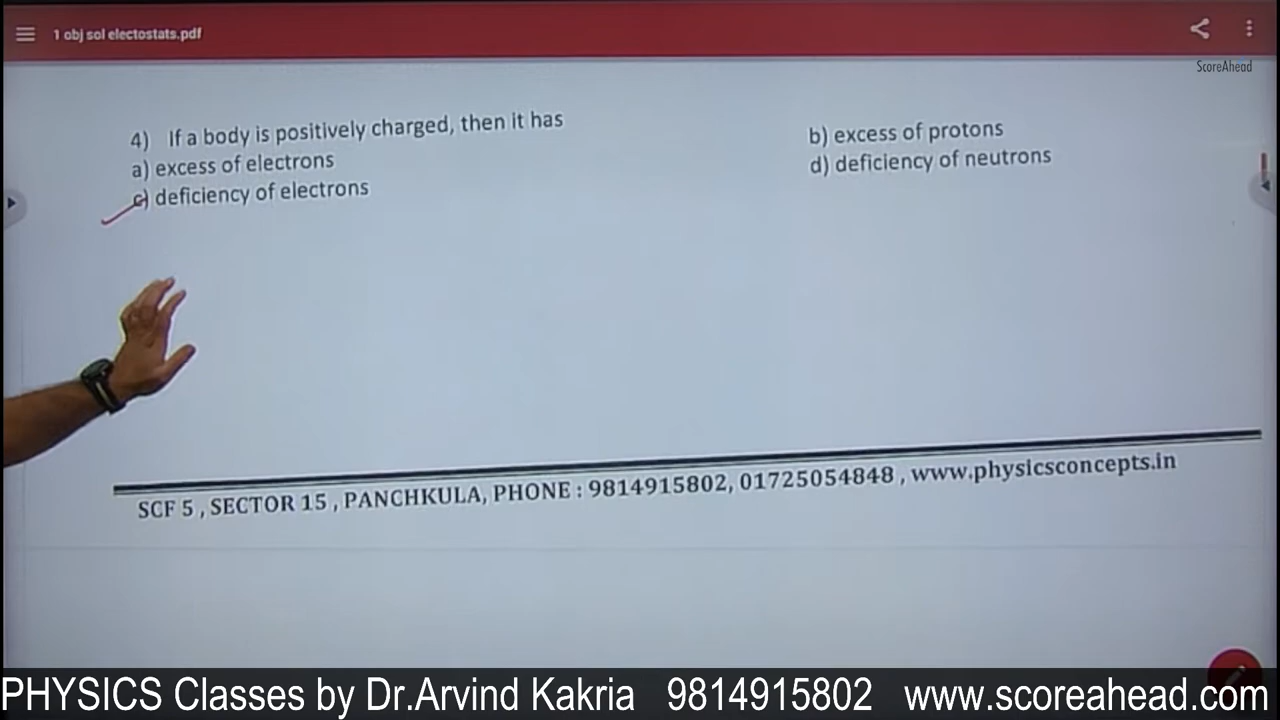 1 obj sol electostats.pdf
ScoreAhead
4) If a body is positively charged, then it has
a) excess of electrons
b) excess of protons
c) deficiency of electrons
d) deficiency of neutrons
SCF 5 , SECTOR 15 , PANCHKULA, PHONE : 9814915802, 01725054848 , www.physicsconcepts.in
PHYSICS Classes by Dr.Arvind Kakria 9814915802 www.scoreahead.com